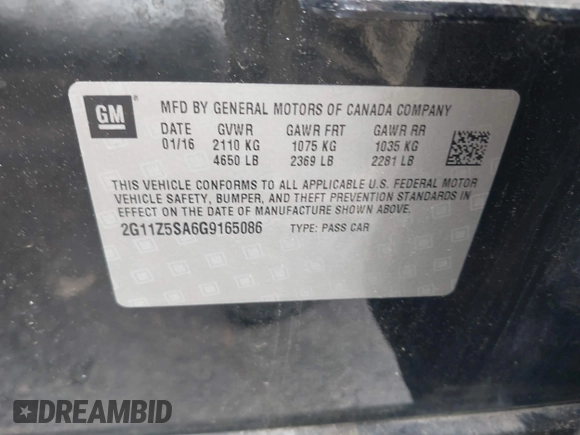 GM
MFD BY GENERAL MOTORS OF CANADA COMPANY
DATE GVWR GAWR FRT GAWR RR
01/16 2110 KG 1075 KG 1035 KG
4650 LB 2369 LB 2281 LB
THIS VEHICLE CONFORMS TO ALL APPLICABLE U.S. FEDERAL MOTOR
VEHICLE SAFETY, BUMPER, AND THEFT PREVENTION STANDARDS IN
EFFECT ON THE DATE OF MANUFACTURE SHOWN ABOVE.
2G11Z5SA6G9165086 TYPE: PASS CAR
DREAMBID